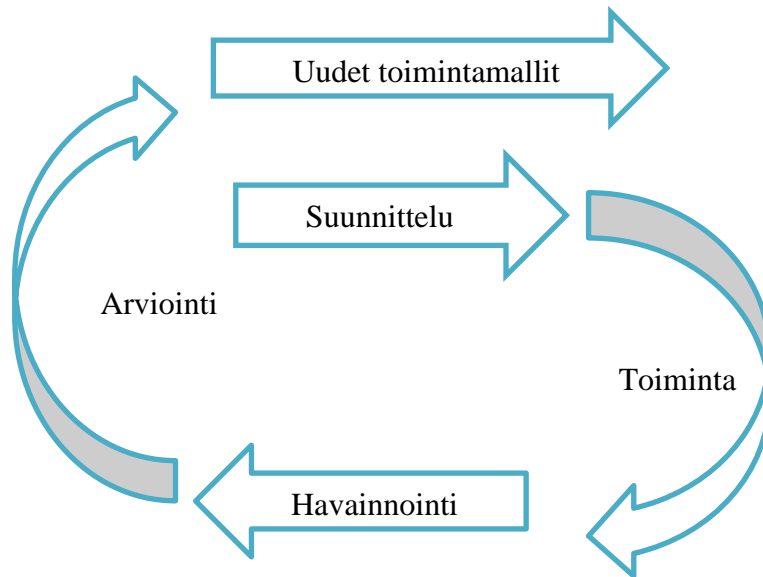 Uudet toimintamallit
Suunnittelu
Arviointi
Toiminta
Havainnointi